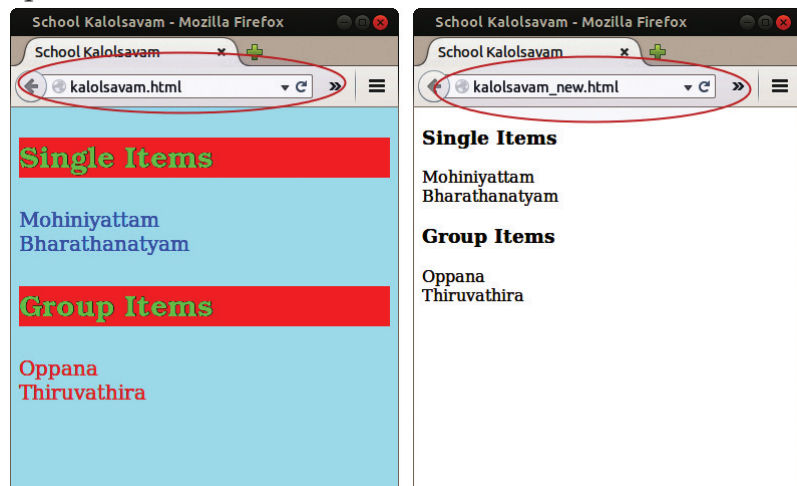 School Kalolsavam - Mozilla Firefox
School Kalolsavam
kalolsavam.html
Single Items
Mohiniyattam
Bharathanatyam
Group Items
Oppana
Thiruvathira
School Kalolsavam - Mozilla Firefox
School Kalolsavam
kalolsavam_new.html
Single Items
Mohiniyattam
Bharathanatyam
Group Items
Oppana
Thiruvathira